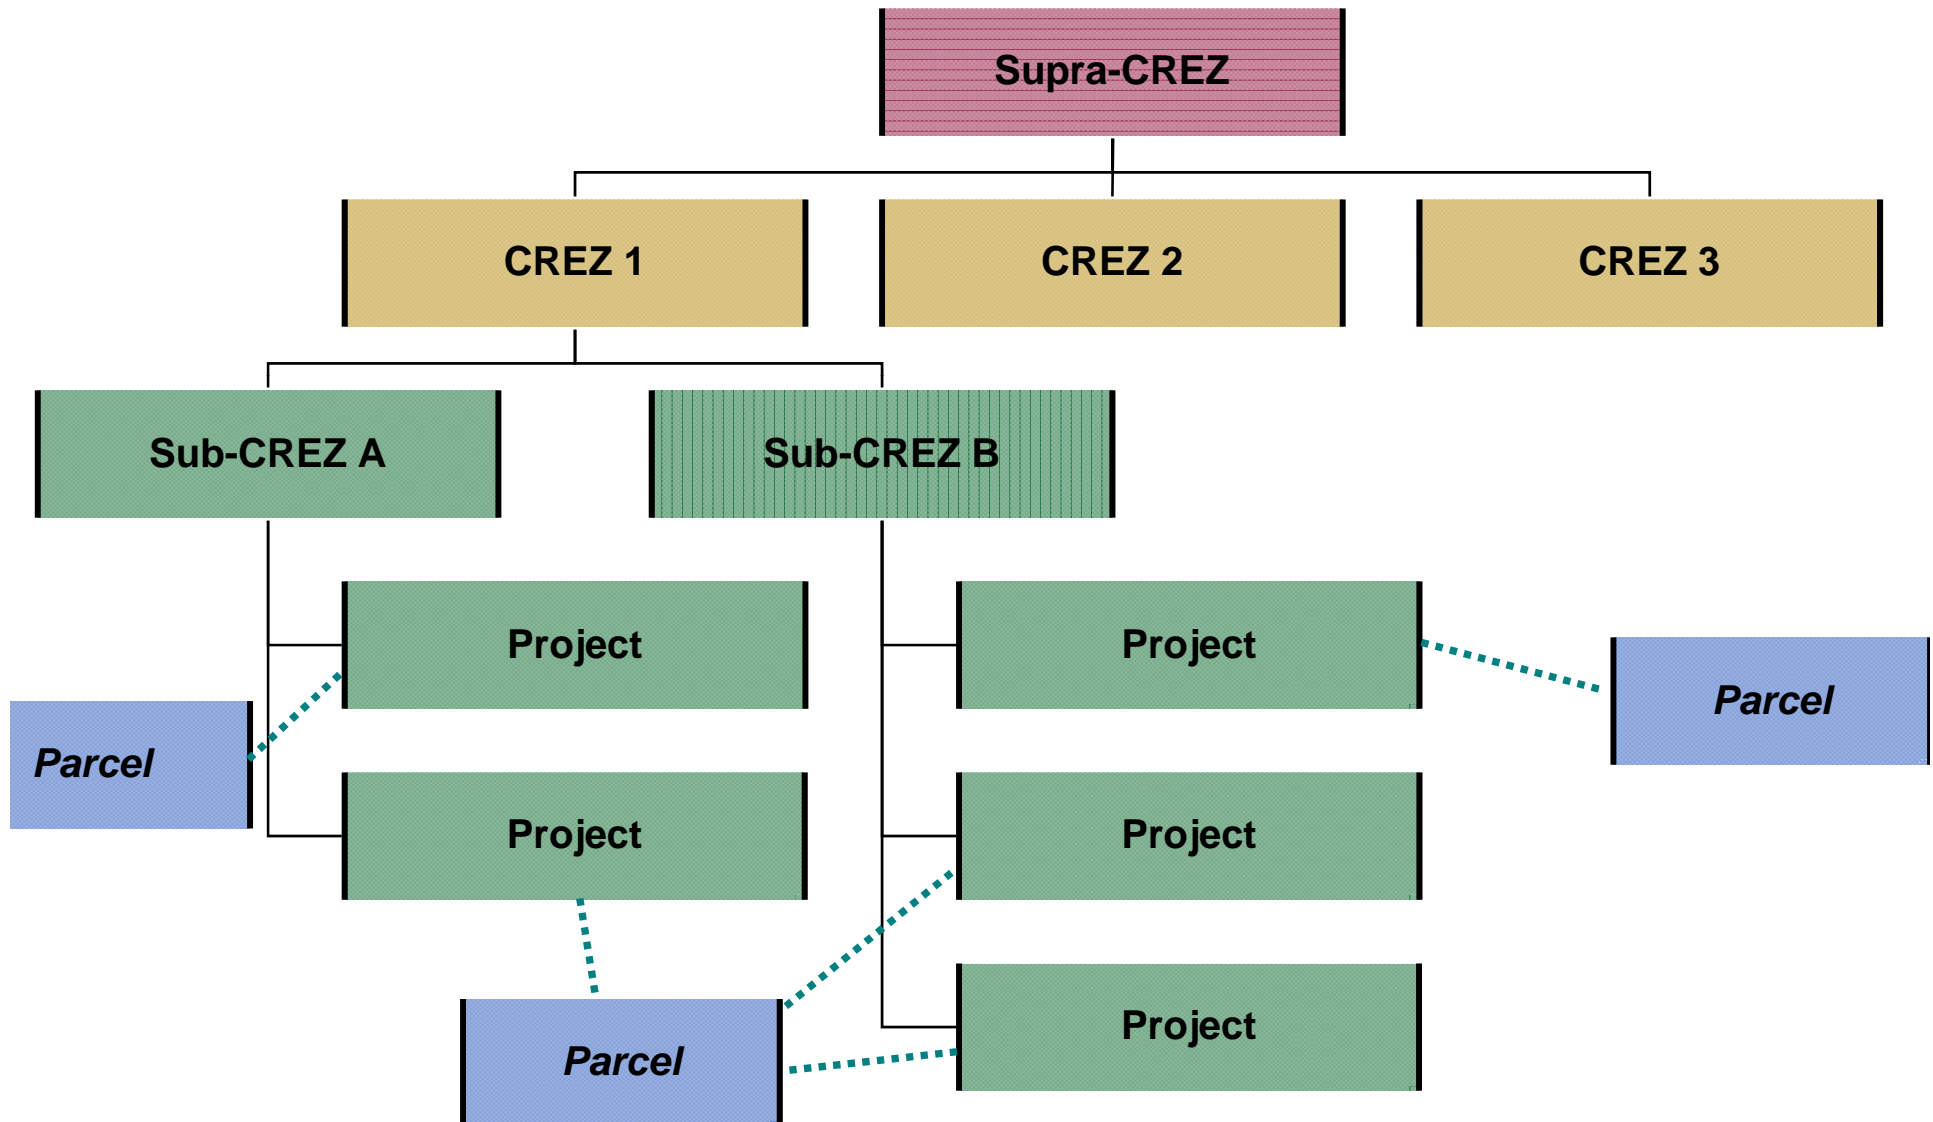 Supra-CREZ
CREZ 1
CREZ 2
CREZ 3
Sub-CREZ A
Sub-CREZ B
Project
Project
Parcel
Parcel
Project
Project
Project
Parcel